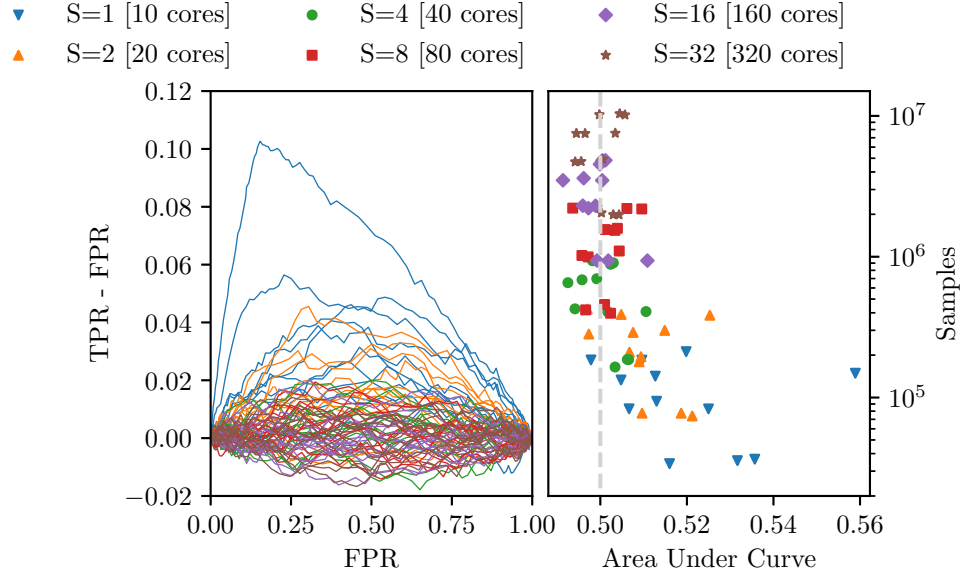 S=1 [10 cores] S=4 [40 cores] S=16 [160 cores]
S=2 [20 cores] S=8 [80 cores] S=32 [320 cores]
0.12
0.10
0.08
0.06
0.04
0.02
0.00
−0.02
TPR - FPR
0.00 0.25 0.50 0.75 1.00
FPR
0.50 0.52 0.54 0.56
Area Under Curve
10^7
10^6
10^5
Samples